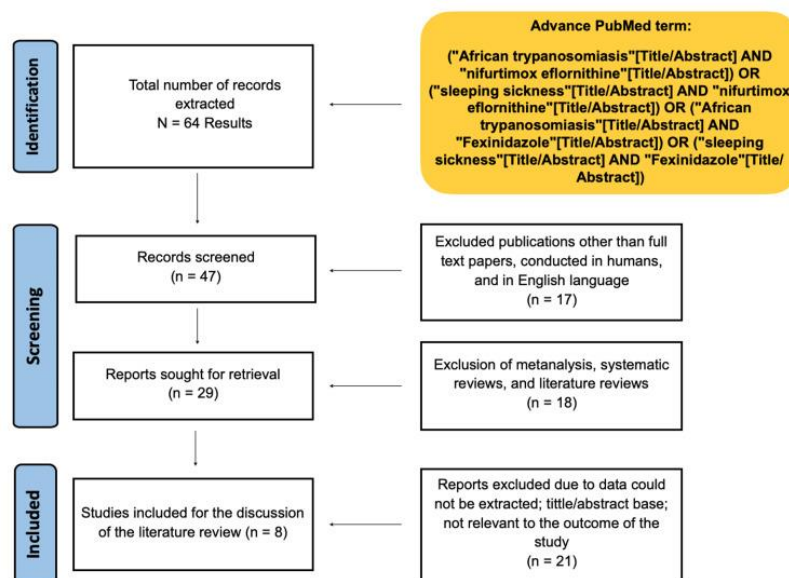 Identification
Total number of records
extracted
N = 64 Results
Advance PubMed term:
("African trypanosomiasis"[Title/Abstract] AND
"nifurtimox eflornithine"[Title/Abstract]) OR
("sleeping sickness"[Title/Abstract] AND "nifurtimox
eflornithine"[Title/Abstract]) OR ("African
trypanosomiasis"[Title/Abstract] AND
"Fexinidazole"[Title/Abstract]) OR ("sleeping
sickness"[Title/Abstract] AND "Fexinidazole"[Title/
Abstract])
Screening
Records screened
(n = 47)
Excluded publications other than full
text papers, conducted in humans,
and in English language
(n = 17)
Reports sought for retrieval
(n = 29)
Exclusion of metanalysis, systematic
reviews, and literature reviews
(n = 18)
Included
Studies included for the discussion
of the literature review (n = 8)
Reports excluded due to data could
not be extracted; tittle/abstract base;
not relevant to the outcome of the
study
(n = 21)